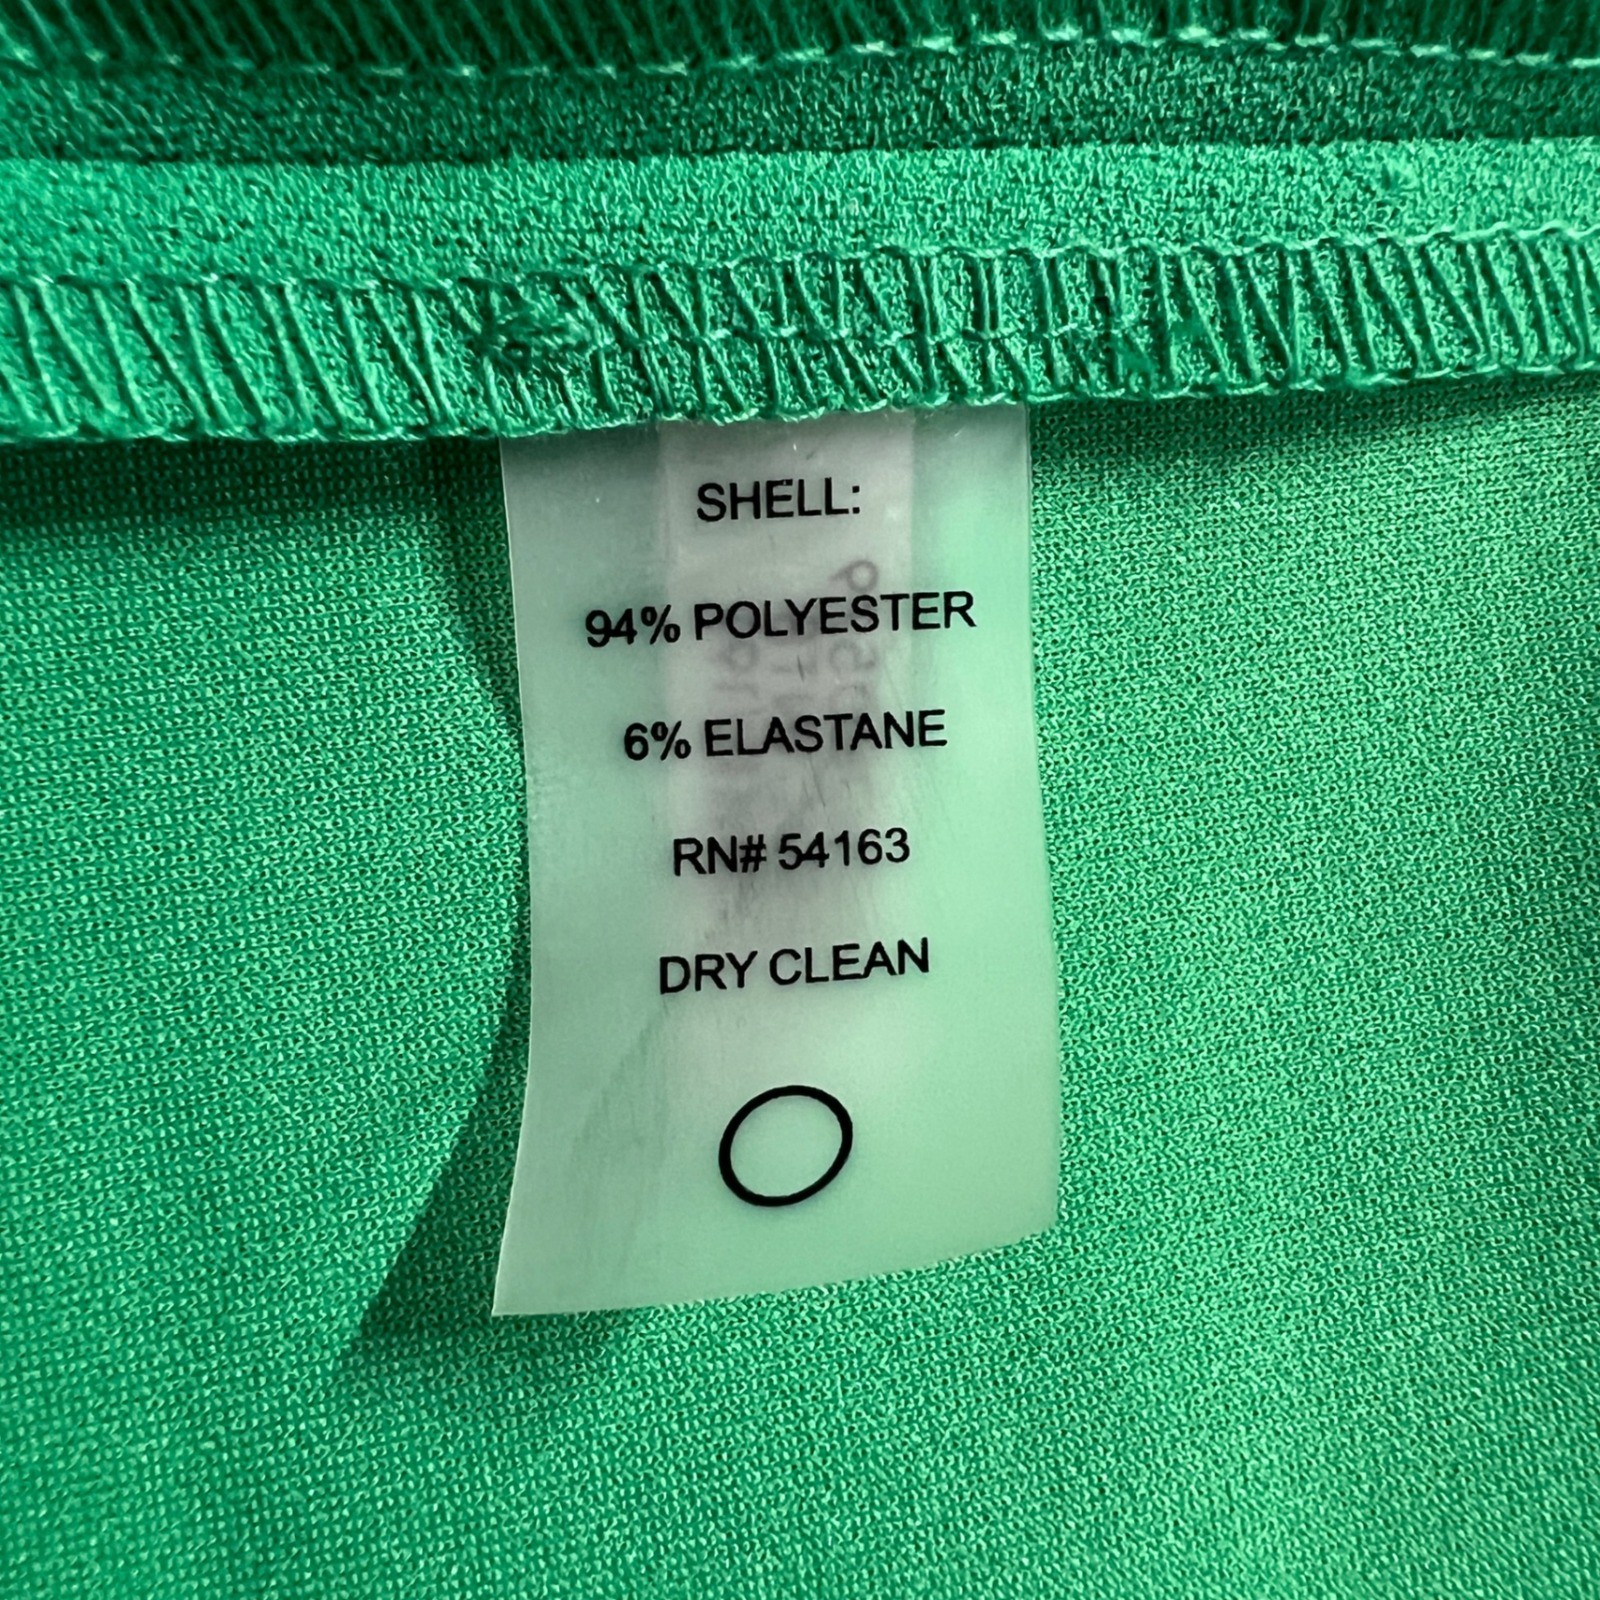 SHELL:
94% POLYESTER
6% ELASTANE
RN# 54163
DRY CLEAN